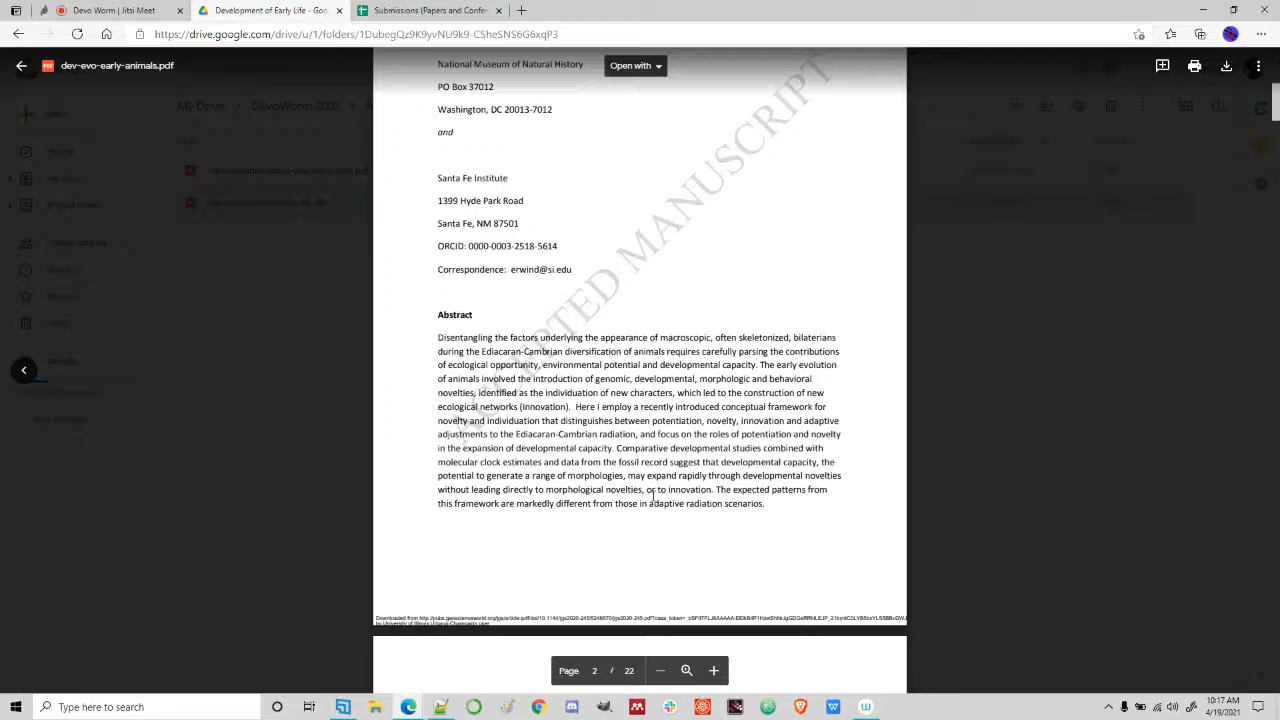 DevoWorm | Jitsi Meet
Development of Early Life - Goo
Submissions (Papers and Confer
https://drive.google.com/drive/u/1/folders/1DubegQz9K9yvNU9k9-CSheSNS6c6kxqP3
dev-evo-early-animals.pdf
Open with
National Museum of Natural History
PO Box 37012
Washington, DC 20013-7012
and
Santa Fe Institute
1399 Hyde Park Road
Santa Fe, NM 87501
ORCID: 0000-0003-2518-5614
Correspondence: erwind@si.edu
ACCEPTED MANUSCRIPT
Abstract
Disentangling the factors underlying the appearance of macroscopic, often skeletonized, bilaterians
during the Ediacaran-Cambrian diversification of animals requires carefully parsing the contributions
of ecological opportunity, environmental potential and developmental capacity. The early evolution
of animals involved the introduction of genomic, developmental, morphologic and behavioral
novelties, identified as the individuation of new characters, which led to the construction of new
ecological networks (innovation). Here I employ a recently introduced conceptual framework for
novelty and individuation that distinguishes between potentiation, novelty, innovation and adaptive
adjustments to the Ediacaran-Cambrian radiation, and focus on the roles of potentiation and novelty
in the expansion of developmental capacity. Comparative developmental studies combined with
molecular clock estimates and data from the fossil record suggest that developmental capacity, the
potential to generate a range of morphologies, may expand rapidly through developmental novelties
without leading directly to morphological novelties, or to innovation. The expected patterns from
this framework are markedly different from those in adaptive radiation scenarios.
by University of Illinois Urbana-Champaign user
Page 2 / 22
Type here to search
10:17 AM
4/19/2021